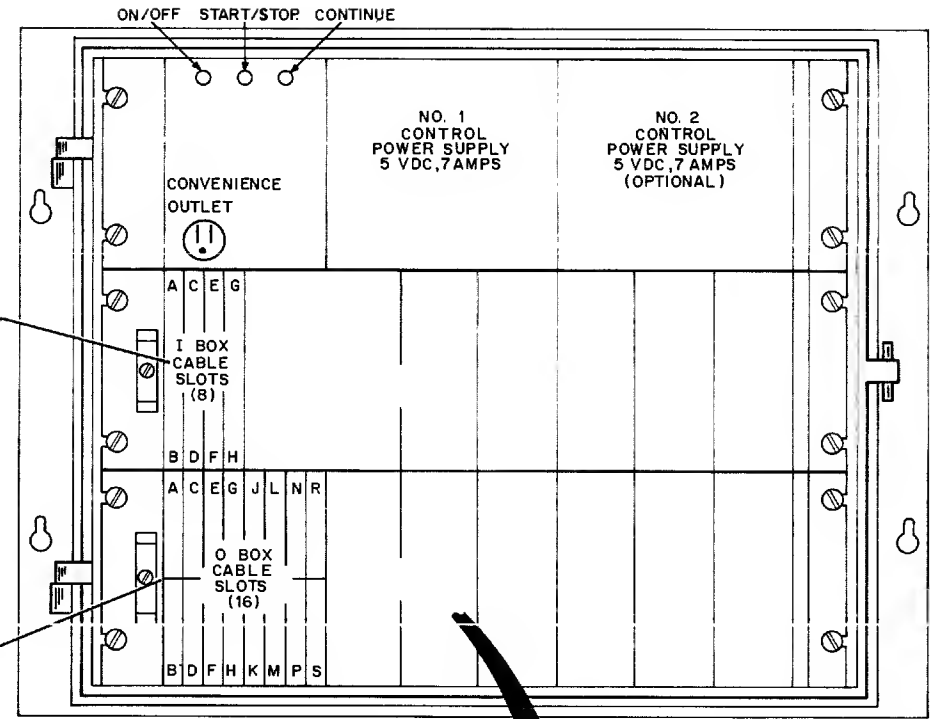 ON/OFF START/STOP CONTINUE
NO. 1
CONTROL
POWER SUPPLY
5 VDC, 7 AMPS
NO. 2
CONTROL
POWER SUPPLY
5 VDC, 7 AMPS
(OPTIONAL)
CONVENIENCE
OUTLET
A C E G
I BOX
CABLE
SLOTS
(8)
B D F H
A C E G J L N R
O BOX
CABLE
SLOTS
(16)
B D F H K M P S